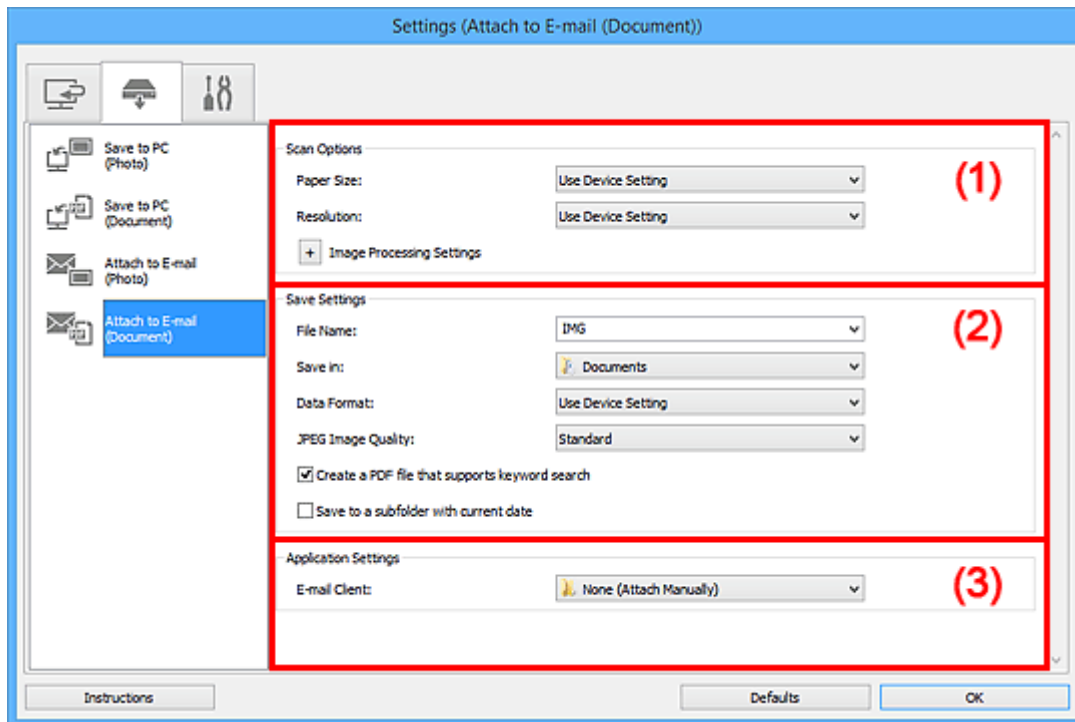 Settings (Attach to E-mail (Document))
Save to PC
(Photo)
Save to PC
(Document)
Attach to E-mail
(Photo)
Attach to E-mail
(Document)
Scan Options
(1)
Paper Size: Use Device Setting
Resolution: Use Device Setting
+ Image Processing Settings
Save Settings
(2)
File Name: IMG
Save in: Documents
Data Format: Use Device Setting
JPEG Image Quality: Standard
Create a PDF file that supports keyword search
Save to a subfolder with current date
Application Settings
(3)
E-mail Client: None (Attach Manually)
Instructions Defaults OK